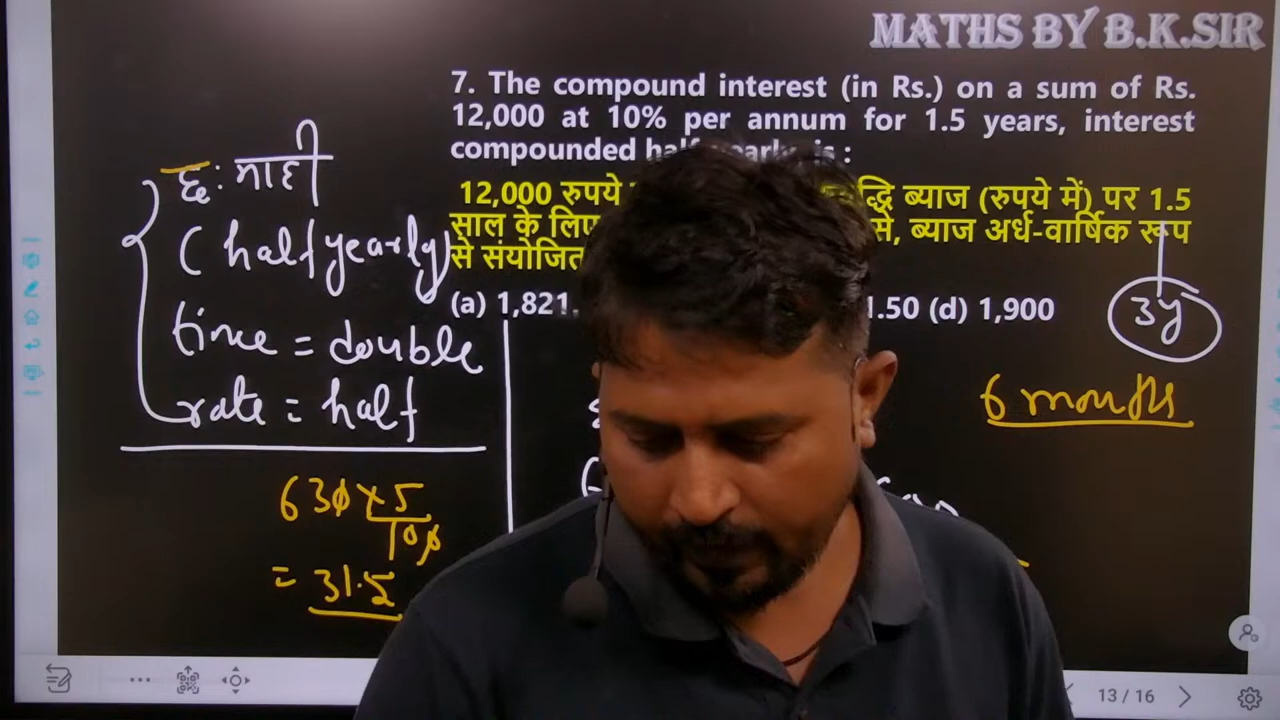 MATHS BY B.K.SIR
7. The compound interest (in Rs.) on a sum of Rs.
12,000 at 10% per annum for 1.5 years, interest
compounded
12,000 रुपये ब्याज (रुपये में) पर 1.5
साल के लिए से, ब्याज अर्ध-वार्षिक रूप
से संयोजित
(a) 1,821. 1.50 (d) 1,900
छ: माही
(half yearly)
time = double
rate = half
3y
6 months
630 x 5
100
= 31.5
13 / 16